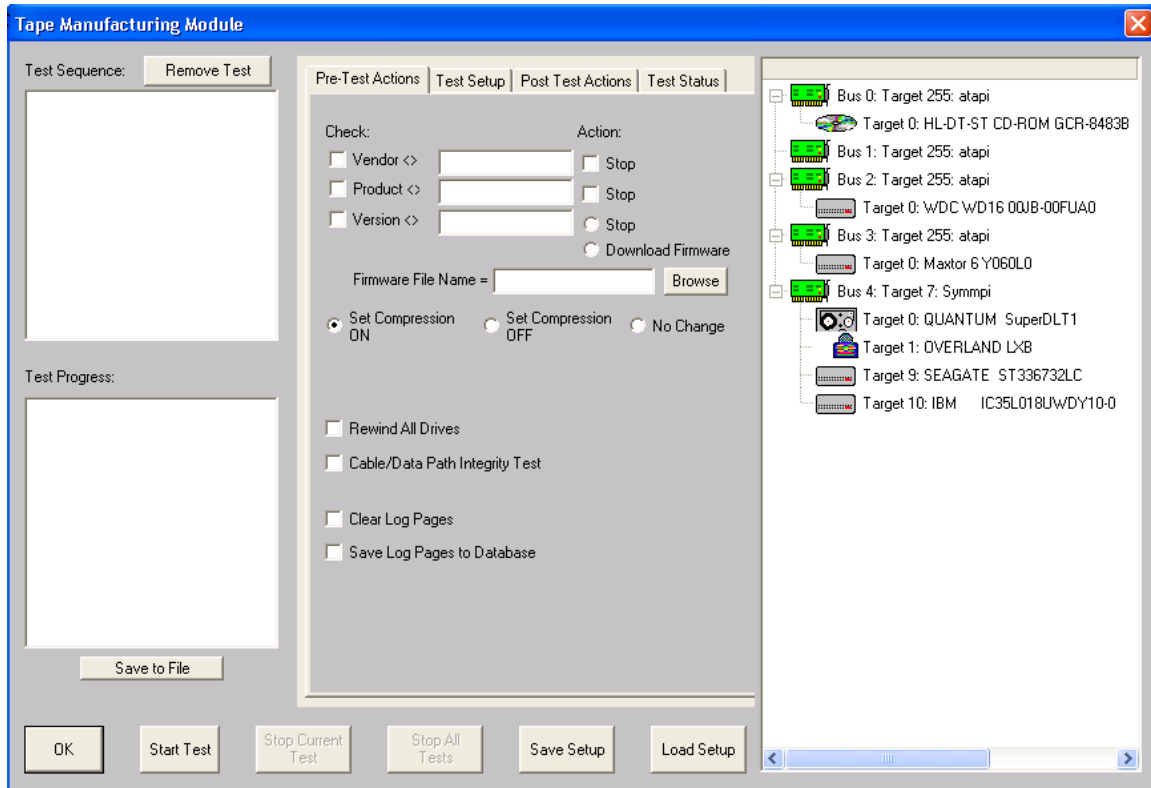 Tape Manufacturing Module
Test Sequence:
Remove Test
Test Progress:
Save to File
Pre-Test Actions
Test Setup
Post Test Actions
Test Status
Check:
Action:
Vendor <>
Stop
Product <>
Stop
Version <>
Stop
Download Firmware
Firmware File Name =
Browse
Set Compression
ON
Set Compression
OFF
No Change
Rewind All Drives
Cable/Data Path Integrity Test
Clear Log Pages
Save Log Pages to Database
Bus 0: Target 255: atapi
Target 0: HL-DT-ST CD-ROM GCR-8483B
Bus 1: Target 255: atapi
Bus 2: Target 255: atapi
Target 0: WDC WD16 00JB-00FUA0
Bus 3: Target 255: atapi
Target 0: Maxtor 6 Y060L0
Bus 4: Target 7: Symmpi
Target 0: QUANTUM SuperDLT1
Target 1: OVERLAND LXB
Target 9: SEAGATE ST336732LC
Target 10: IBM IC35L018UWDY10-0
OK
Start Test
Stop Current
Test
Stop All
Tests
Save Setup
Load Setup